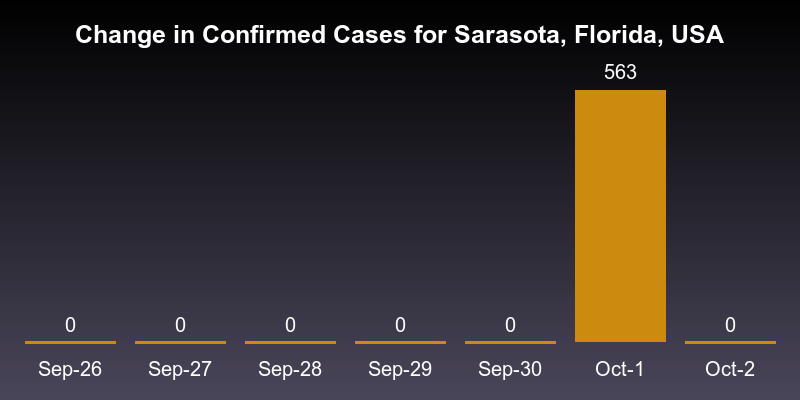 Change in Confirmed Cases for Sarasota, Florida, USA
563
0 0 0 0 0 0
Sep-26 Sep-27 Sep-28 Sep-29 Sep-30 Oct-1 Oct-2